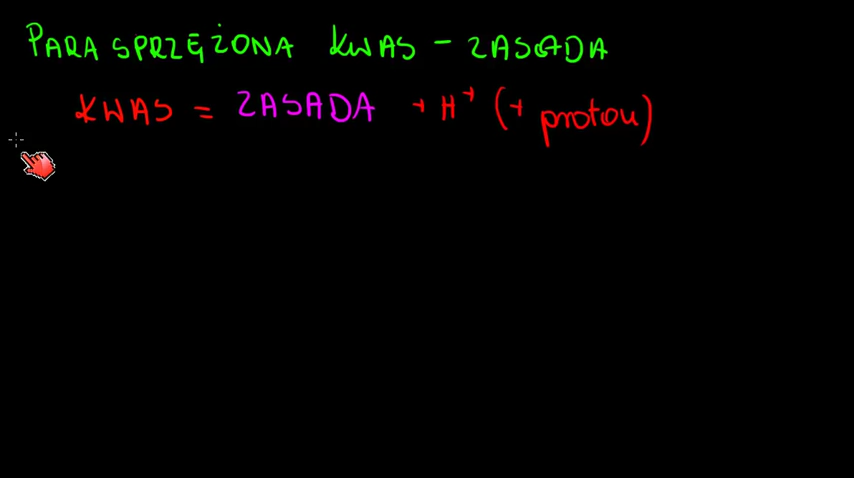 PARA SPRZĘŻONA KWAS - ZASADA
KWAS = ZASADA + H⁺ (+ proton)